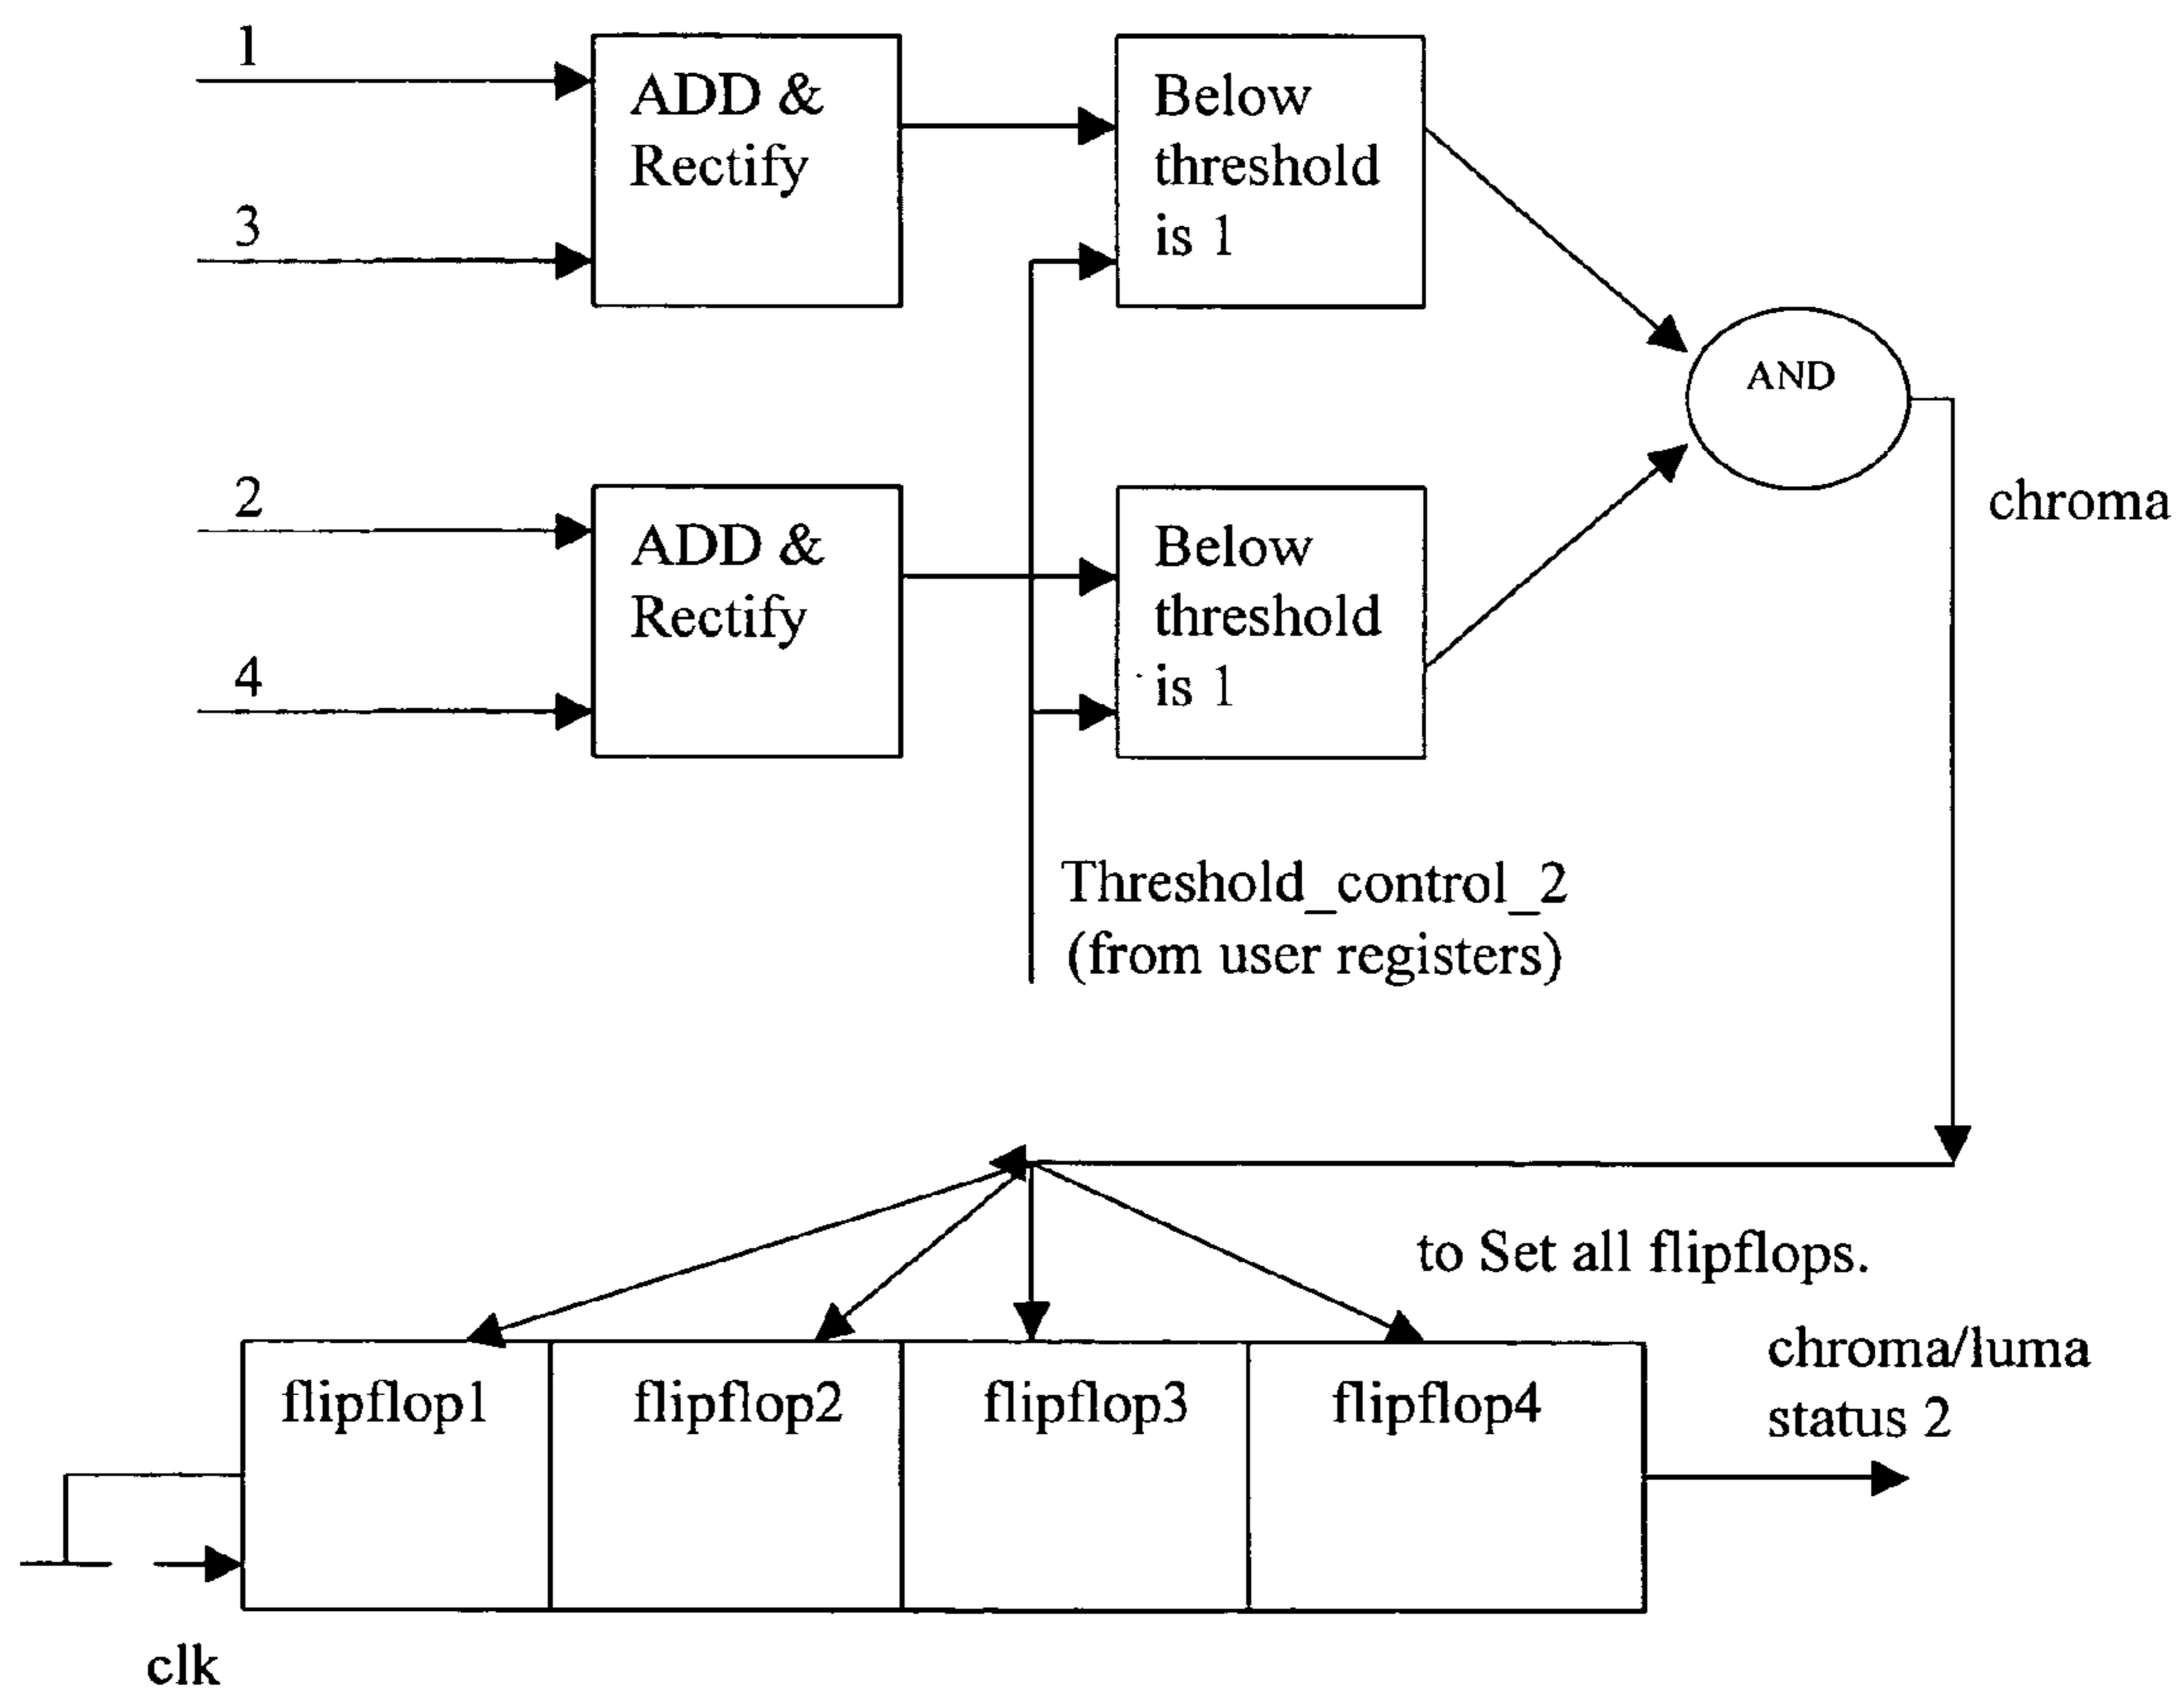 1
ADD &
Rectify
3
Below
threshold
is 1
AND
2
ADD &
Rectify
4
Below
threshold
is 1
chroma
Threshold_control_2
(from user registers)
to Set all flipflops.
flipflop1
flipflop2
flipflop3
flipflop4
chroma/luma
status 2
clk